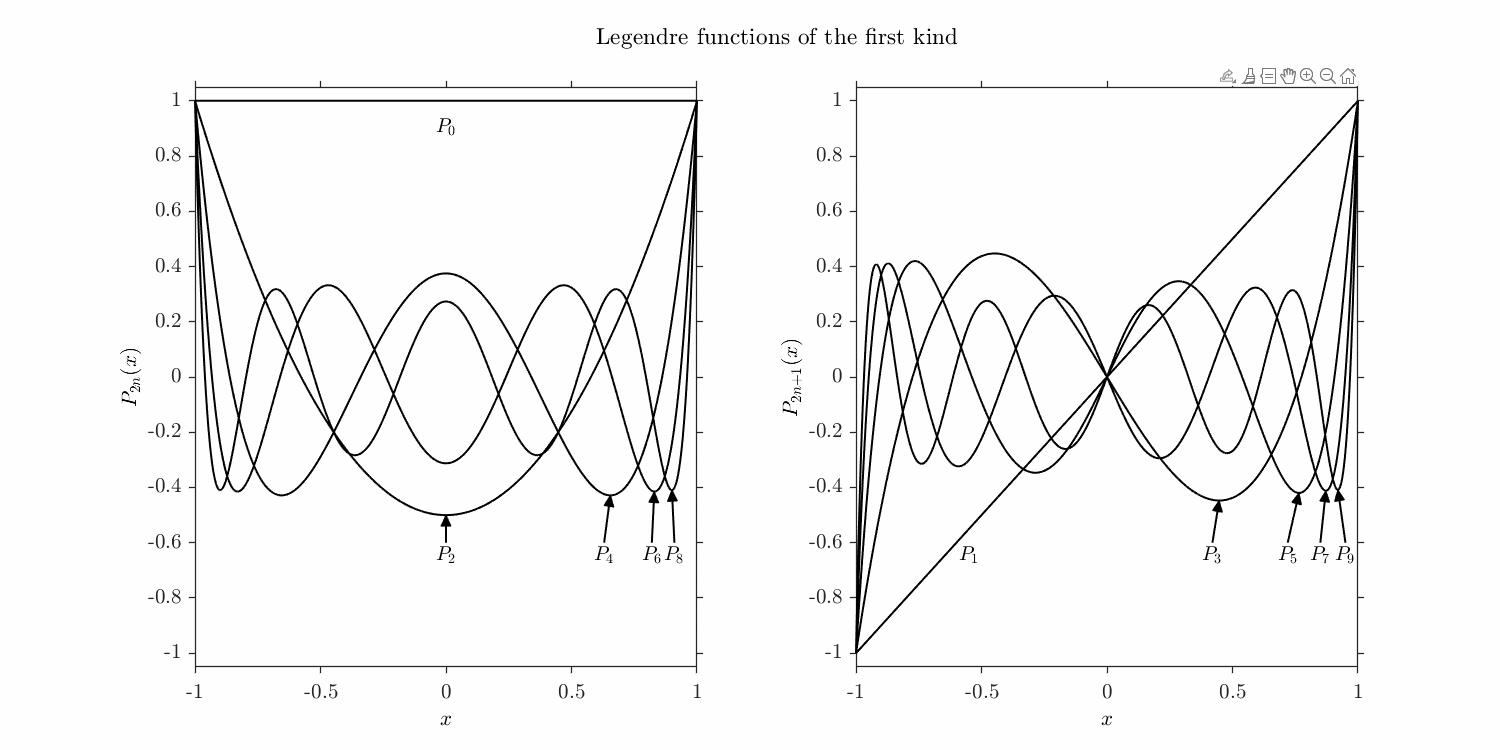 Legendre functions of the first kind
1
0.8
0.6
0.4
0.2
0
-0.2
-0.4
-0.6
-0.8
-1
P_{2n}(x)
P_0
P_2
P_4
P_6
P_8
-1
-0.5
0
0.5
1
x
1
0.8
0.6
0.4
0.2
0
-0.2
-0.4
-0.6
-0.8
-1
P_{2n+1}(x)
P_1
P_3
P_5
P_7
P_9
-1
-0.5
0
0.5
1
x